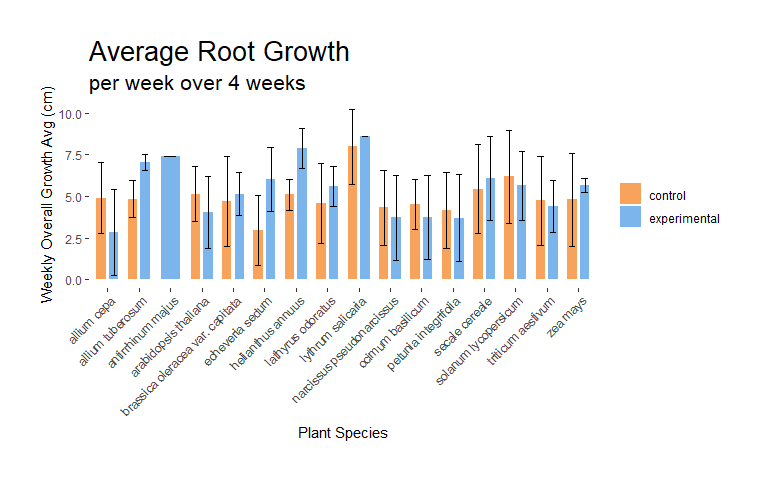 Average Root Growth
per week over 4 weeks
Weekly Overall Growth Avg (cm)
10.0
7.5
5.0
2.5
0.0
allium cepa
allium tuberosum
antirrhinum majus
arabidopsis thaliana
brassica oleracea var. capitata
echeveria sedum
helianthus annuus
lathyrus odoratus
lythrum salicaria
narcissus pseudonarcissus
ocimum basilicum
petunia integrifolia
secale cereale
solanum lycopersicum
triticum aestivum
zea mays
Plant Species
control
experimental